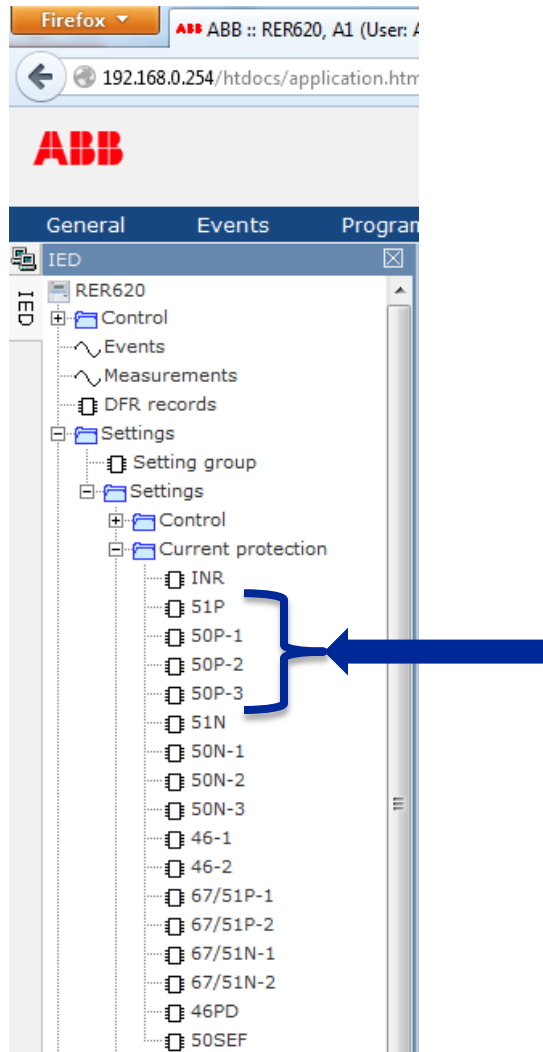 Firefox
ABB ABB :: RER620, A1 (User: A
192.168.0.254/htdocs/application.htm
ABB
General Events Program
IED
IED
RER620
Control
Events
Measurements
DFR records
Settings
Setting group
Settings
Control
Current protection
INR
51P
50P-1
50P-2
50P-3
51N
50N-1
50N-2
50N-3
46-1
46-2
67/51P-1
67/51P-2
67/51N-1
67/51N-2
46PD
50SEF